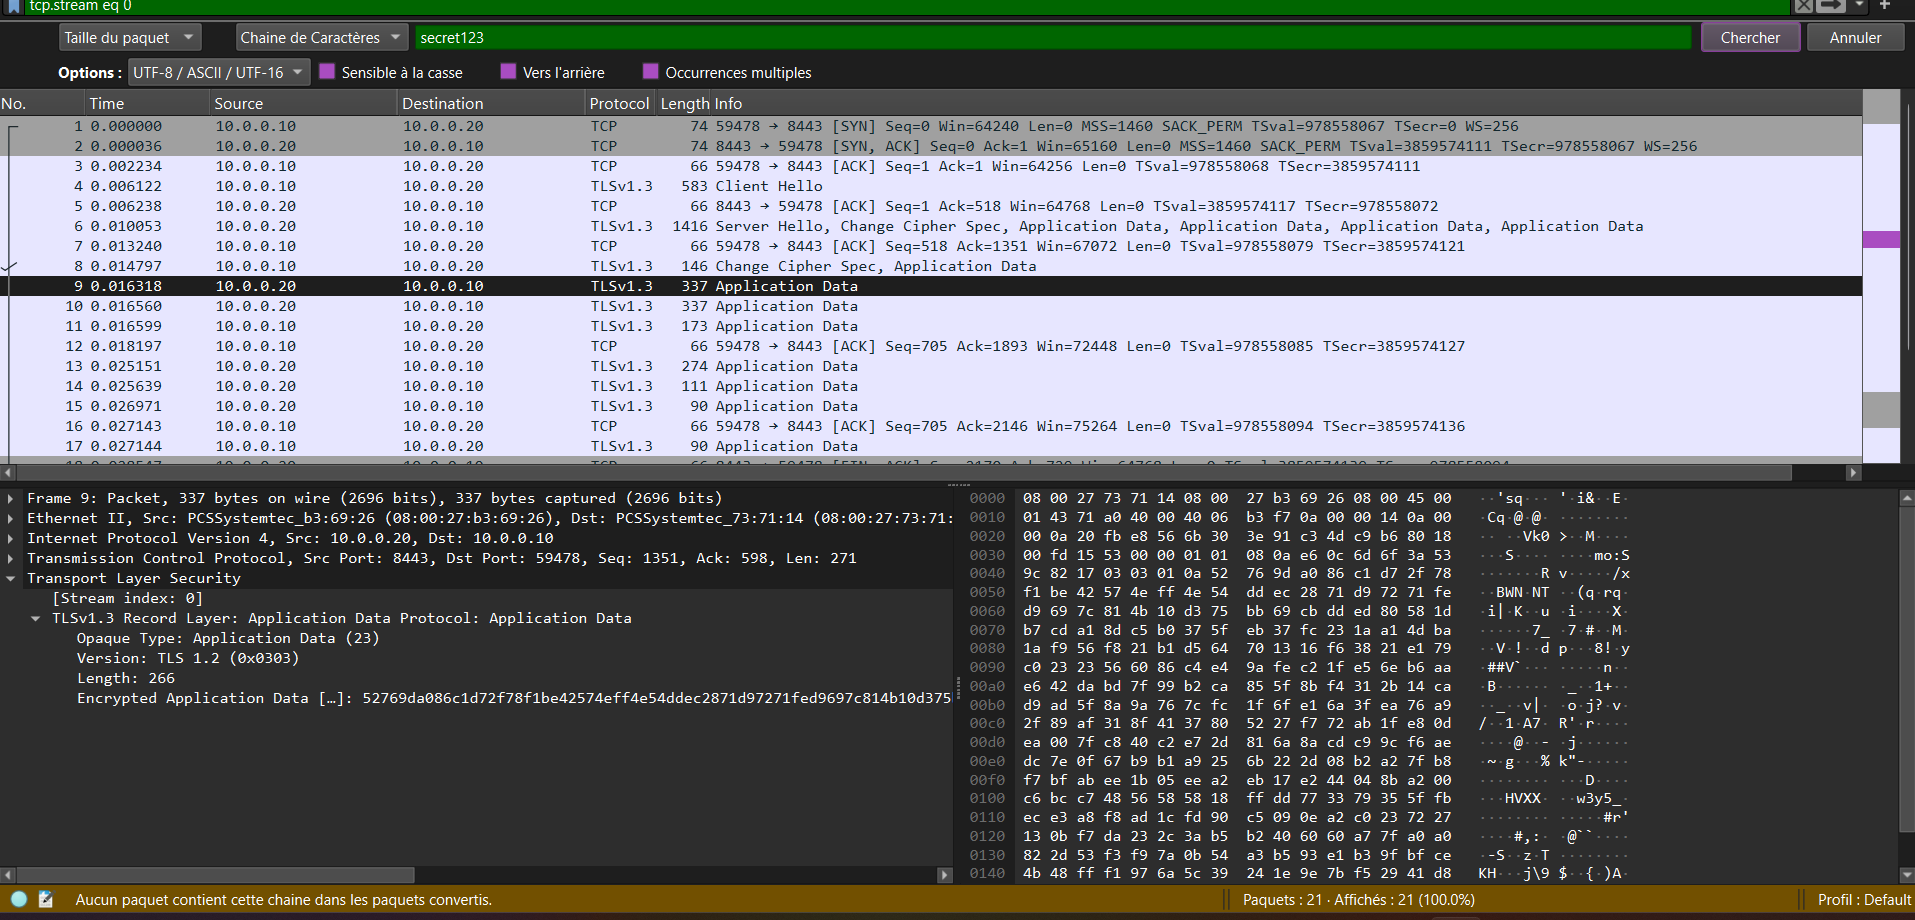 tcp.stream eq 0
Taille du paquet Chaine de Caractères secret123 Chercher Annuler
Options : UTF-8 / ASCII / UTF-16 Sensible à la casse Vers l'arrière Occurrences multiples
No. Time Source Destination Protocol Length Info
1 0.000000 10.0.0.10 10.0.0.20 TCP 74 59478 → 8443 [SYN] Seq=0 Win=64240 Len=0 MSS=1460 SACK_PERM TSval=978558067 TSecr=0 WS=256
2 0.000036 10.0.0.20 10.0.0.10 TCP 74 8443 → 59478 [SYN, ACK] Seq=0 Ack=1 Win=65160 Len=0 MSS=1460 SACK_PERM TSval=3859574111 TSecr=978558067 WS=256
3 0.002234 10.0.0.10 10.0.0.20 TCP 66 59478 → 8443 [ACK] Seq=1 Ack=1 Win=64256 Len=0 TSval=978558068 TSecr=3859574111
4 0.006122 10.0.0.10 10.0.0.20 TLSv1.3 583 Client Hello
5 0.006238 10.0.0.20 10.0.0.10 TCP 66 8443 → 59478 [ACK] Seq=1 Ack=518 Win=64768 Len=0 TSval=3859574117 TSecr=978558072
6 0.010053 10.0.0.20 10.0.0.10 TLSv1.3 1416 Server Hello, Change Cipher Spec, Application Data, Application Data, Application Data, Application Data
7 0.013240 10.0.0.10 10.0.0.20 TCP 66 59478 → 8443 [ACK] Seq=518 Ack=1351 Win=67072 Len=0 TSval=978558079 TSecr=3859574121
8 0.014797 10.0.0.10 10.0.0.20 TLSv1.3 146 Change Cipher Spec, Application Data
9 0.016318 10.0.0.20 10.0.0.10 TLSv1.3 337 Application Data
10 0.016560 10.0.0.20 10.0.0.10 TLSv1.3 337 Application Data
11 0.016599 10.0.0.10 10.0.0.20 TLSv1.3 173 Application Data
12 0.018197 10.0.0.10 10.0.0.20 TCP 66 59478 → 8443 [ACK] Seq=705 Ack=1893 Win=72448 Len=0 TSval=978558085 TSecr=3859574127
13 0.025151 10.0.0.20 10.0.0.10 TLSv1.3 274 Application Data
14 0.025639 10.0.0.20 10.0.0.10 TLSv1.3 111 Application Data
15 0.026971 10.0.0.20 10.0.0.10 TLSv1.3 90 Application Data
16 0.027143 10.0.0.10 10.0.0.20 TCP 66 59478 → 8443 [ACK] Seq=705 Ack=2146 Win=75264 Len=0 TSval=978558094 TSecr=3859574136
17 0.027144 10.0.0.10 10.0.0.20 TLSv1.3 90 Application Data
Frame 9: Packet, 337 bytes on wire (2696 bits), 337 bytes captured (2696 bits)
Ethernet II, Src: PCSSystemtec_b3:69:26 (08:00:27:b3:69:26), Dst: PCSSystemtec_73:71:14 (08:00:27:73:71:
Internet Protocol Version 4, Src: 10.0.0.20, Dst: 10.0.0.10
Transmission Control Protocol, Src Port: 8443, Dst Port: 59478, Seq: 1351, Ack: 598, Len: 271
Transport Layer Security
[Stream index: 0]
TLSv1.3 Record Layer: Application Data Protocol: Application Data
Opaque Type: Application Data (23)
Version: TLS 1.2 (0x0303)
Length: 266
Encrypted Application Data […]: 52769da086c1d72f78f1be42574eff4e54ddec2871d97271fed9697c814b10d375
0000 08 00 27 73 71 14 08 00 27 b3 69 26 08 00 45 00 ··'sq···'·i&··E·
0010 01 43 71 a0 40 00 40 06 b3 f7 0a 00 00 14 0a 00 ·Cq·@·@·········
0020 00 0a 20 fb e8 56 6b 30 3e 91 c3 4d c9 b6 80 18 ·· ··Vk0>··M····
0030 00 fd 15 53 00 00 01 01 08 0a e6 0c 6d 6f 3a 53 ···S········mo:S
0040 9c 82 17 03 03 01 0a 52 76 9d a0 86 c1 d7 2f 78 ·······Rv·····/x
0050 f1 be 42 57 4e ff 4e 54 dd ec 28 71 d9 72 71 fe ··BWN·NT··(q·rq·
0060 d9 69 7c 81 4b 10 d3 75 bb 69 cb dd ed 80 58 1d ·i|·K··u·i····X·
0070 b7 cd a1 8d c5 b0 37 5f eb 37 fc 23 1a a1 4d ba ······7_·7·#··M·
0080 1a f9 56 f8 21 b1 d5 64 70 13 16 f6 38 21 e1 79 ··V·!··dp···8!·y
0090 c0 23 23 56 60 86 c4 e4 9a fe c2 1f e5 6e b6 aa ·##V`········n··
00a0 e6 42 da bd 7f 99 b2 ca 85 5f 8b f4 31 2b 14 ca ·B·······_··1+··
00b0 d9 ad 5f 8a 9a 76 7c fc 1f 6f e1 6a 3f ea 76 a9 ··_··v|··o·j?·v·
00c0 2f 89 af 31 8f 41 37 80 52 27 f7 72 ab 1f e8 0d /··1·A7·R'·r····
00d0 ea 00 7f c8 40 c2 e7 2d 81 6a 8a cd c9 9c f6 ae ····@··-·j······
00e0 dc 7e 0f 67 b9 b1 a9 25 6b 22 2d 08 b2 a2 7f b8 ·~·g···%k"-·····
00f0 f7 bf ab ee 1b 05 ee a2 eb 17 e2 44 04 8b a2 00 ···········D····
0100 c6 bc c7 48 56 58 58 18 ff dd 77 33 79 35 5f fb ···HVXX···w3y5_·
0110 ec e3 a8 f8 ad 1c fd 90 c5 09 0e a2 c0 23 72 27 ·············#r'
0120 13 0b f7 da 23 2c 3a b5 b2 40 60 60 a7 7f a0 a0 ····#,:··@``····
0130 82 2d 53 f3 f9 7a 0b 54 a3 b5 93 e1 b3 9f bf ce ·-S··z·T········
0140 4b 48 ff f1 97 6a 5c 39 24 1e 9e 7b f5 29 41 d8 KH···j\9$··{·)A·
Aucun paquet contient cette chaine dans les paquets convertis. Paquets : 21 · Affichés : 21 (100.0%) Profil : Default